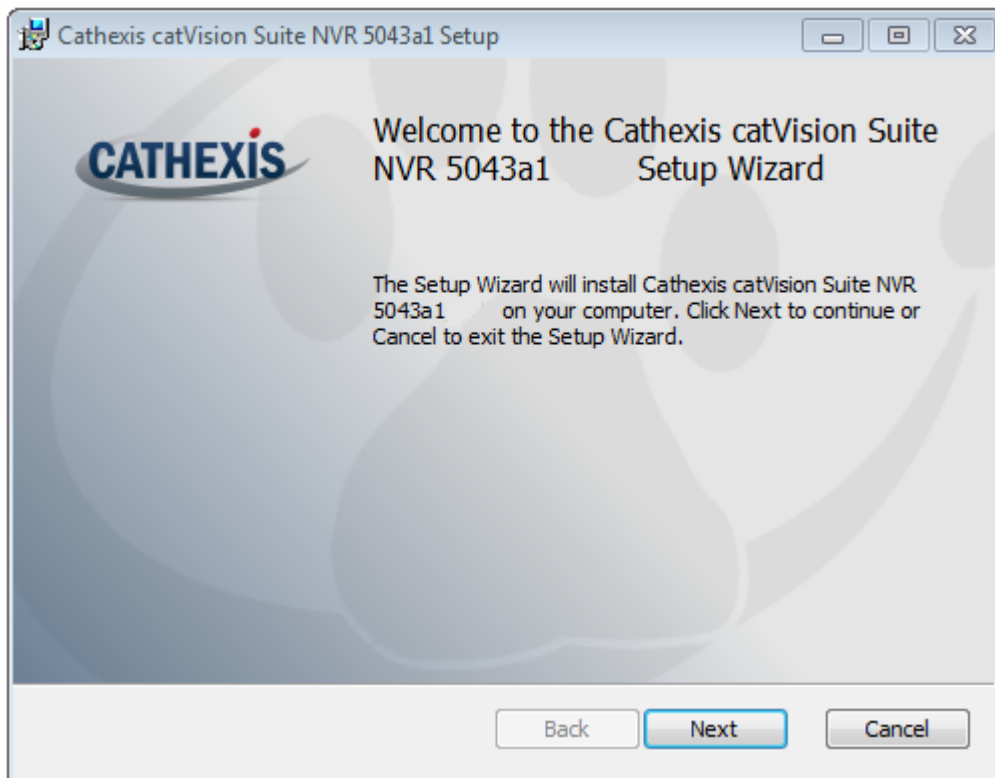 Cathexis catVision Suite NVR 5043a1 Setup
CATHEXIS
Welcome to the Cathexis catVision Suite
NVR 5043a1 Setup Wizard
The Setup Wizard will install Cathexis catVision Suite NVR
5043a1 on your computer. Click Next to continue or
Cancel to exit the Setup Wizard.
Back
Next
Cancel